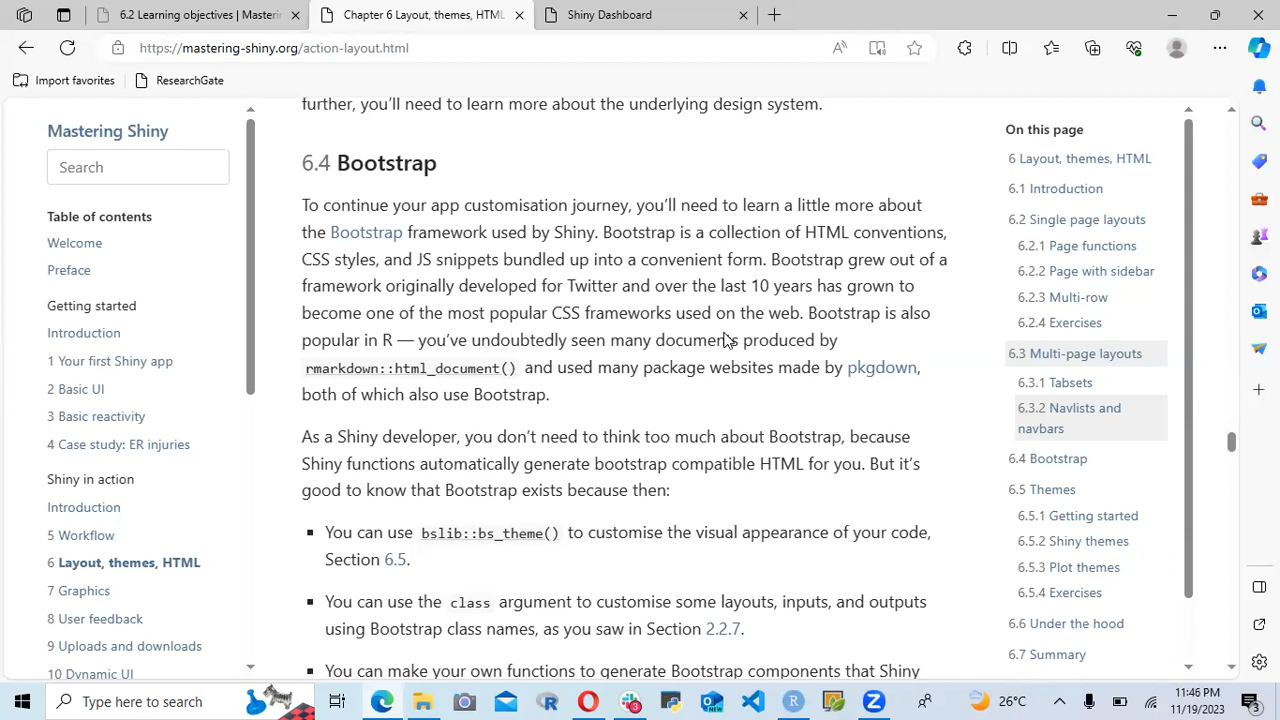 6.2 Learning objectives | Masterin
Chapter 6 Layout, themes, HTML
Shiny Dashboard
https://mastering-shiny.org/action-layout.html
Import favorites
ResearchGate
Mastering Shiny
Search
Table of contents
Welcome
Preface
Getting started
Introduction
1 Your first Shiny app
2 Basic UI
3 Basic reactivity
4 Case study: ER injuries
Shiny in action
Introduction
5 Workflow
6 Layout, themes, HTML
7 Graphics
8 User feedback
9 Uploads and downloads
10 Dynamic UI
further, you'll need to learn more about the underlying design system.
6.4 Bootstrap
To continue your app customisation journey, you'll need to learn a little more about
the Bootstrap framework used by Shiny. Bootstrap is a collection of HTML conventions,
CSS styles, and JS snippets bundled up into a convenient form. Bootstrap grew out of a
framework originally developed for Twitter and over the last 10 years has grown to
become one of the most popular CSS frameworks used on the web. Bootstrap is also
popular in R — you've undoubtedly seen many documents produced by
rmarkdown::html_document() and used many package websites made by pkgdown,
both of which also use Bootstrap.
As a Shiny developer, you don't need to think too much about Bootstrap, because
Shiny functions automatically generate bootstrap compatible HTML for you. But it's
good to know that Bootstrap exists because then:
▪ You can use bslib::bs_theme() to customise the visual appearance of your code,
Section 6.5.
▪ You can use the class argument to customise some layouts, inputs, and outputs
using Bootstrap class names, as you saw in Section 2.2.7.
▪ You can make your own functions to generate Bootstrap components that Shiny
On this page
6 Layout, themes, HTML
6.1 Introduction
6.2 Single page layouts
6.2.1 Page functions
6.2.2 Page with sidebar
6.2.3 Multi-row
6.2.4 Exercises
6.3 Multi-page layouts
6.3.1 Tabsets
6.3.2 Navlists and
navbars
6.4 Bootstrap
6.5 Themes
6.5.1 Getting started
6.5.2 Shiny themes
6.5.3 Plot themes
6.5.4 Exercises
6.6 Under the hood
6.7 Summary
Type here to search
26°C
11:46 PM
11/19/2023